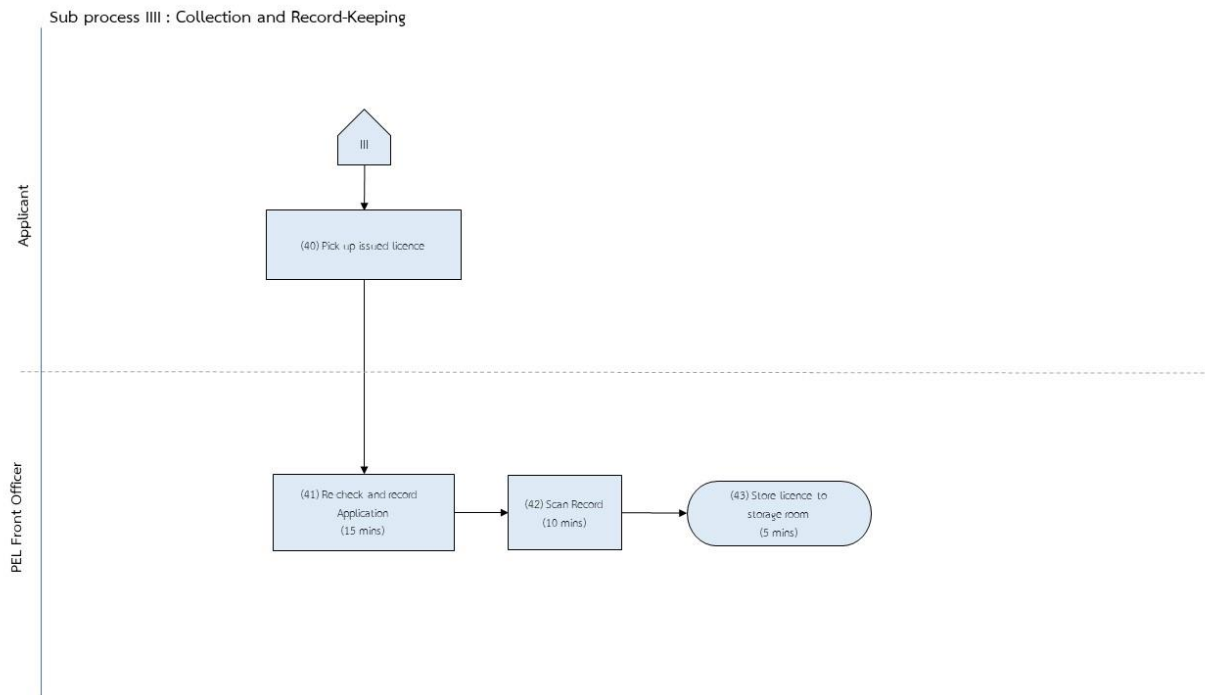 Sub process IIII : Collection and Record-Keeping
Applicant
III
(40) Pick up issued licence
PEL Front Officer
(41) Re check and record
Application
(15 mins)
(42) Scan Record
(10 mins)
(43) Store licence to
storage room
(5 mins)